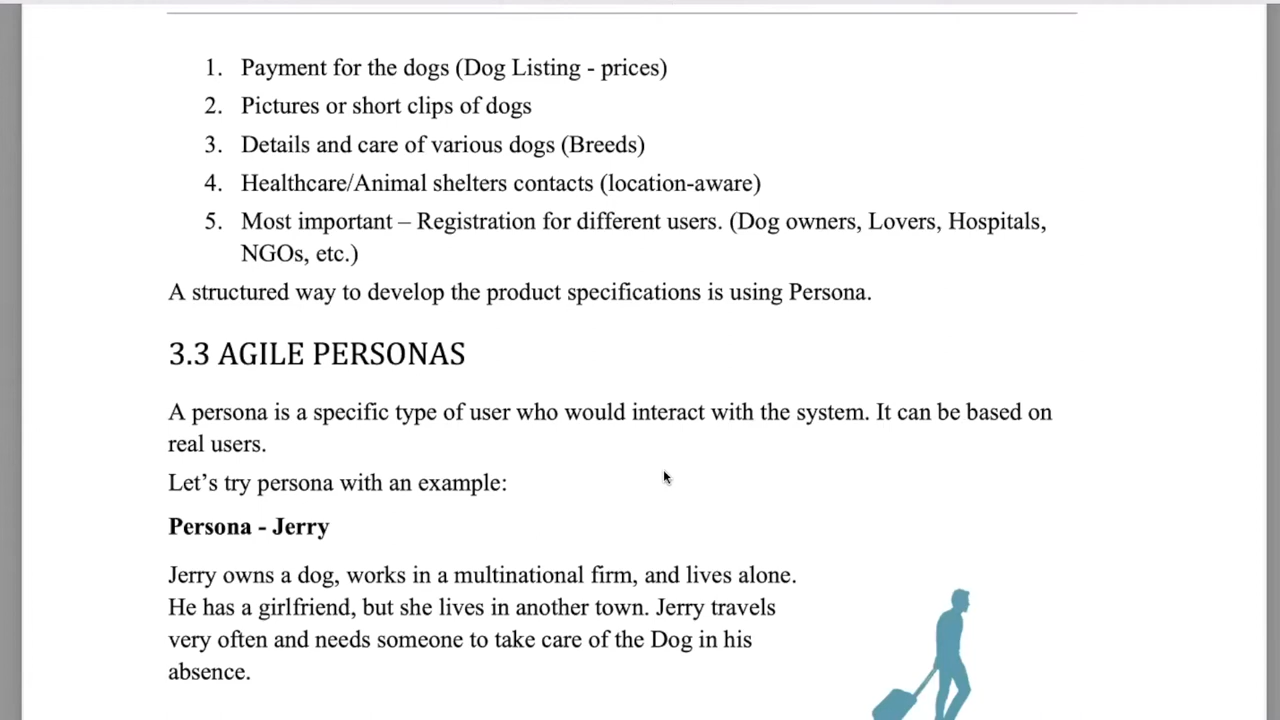 1. Payment for the dogs (Dog Listing - prices)
2. Pictures or short clips of dogs
3. Details and care of various dogs (Breeds)
4. Healthcare/Animal shelters contacts (location-aware)
5. Most important – Registration for different users. (Dog owners, Lovers, Hospitals,
NGOs, etc.)
A structured way to develop the product specifications is using Persona.
3.3 AGILE PERSONAS
A persona is a specific type of user who would interact with the system. It can be based on
real users.
Let’s try persona with an example:
Persona - Jerry
Jerry owns a dog, works in a multinational firm, and lives alone.
He has a girlfriend, but she lives in another town. Jerry travels
very often and needs someone to take care of the Dog in his
absence.